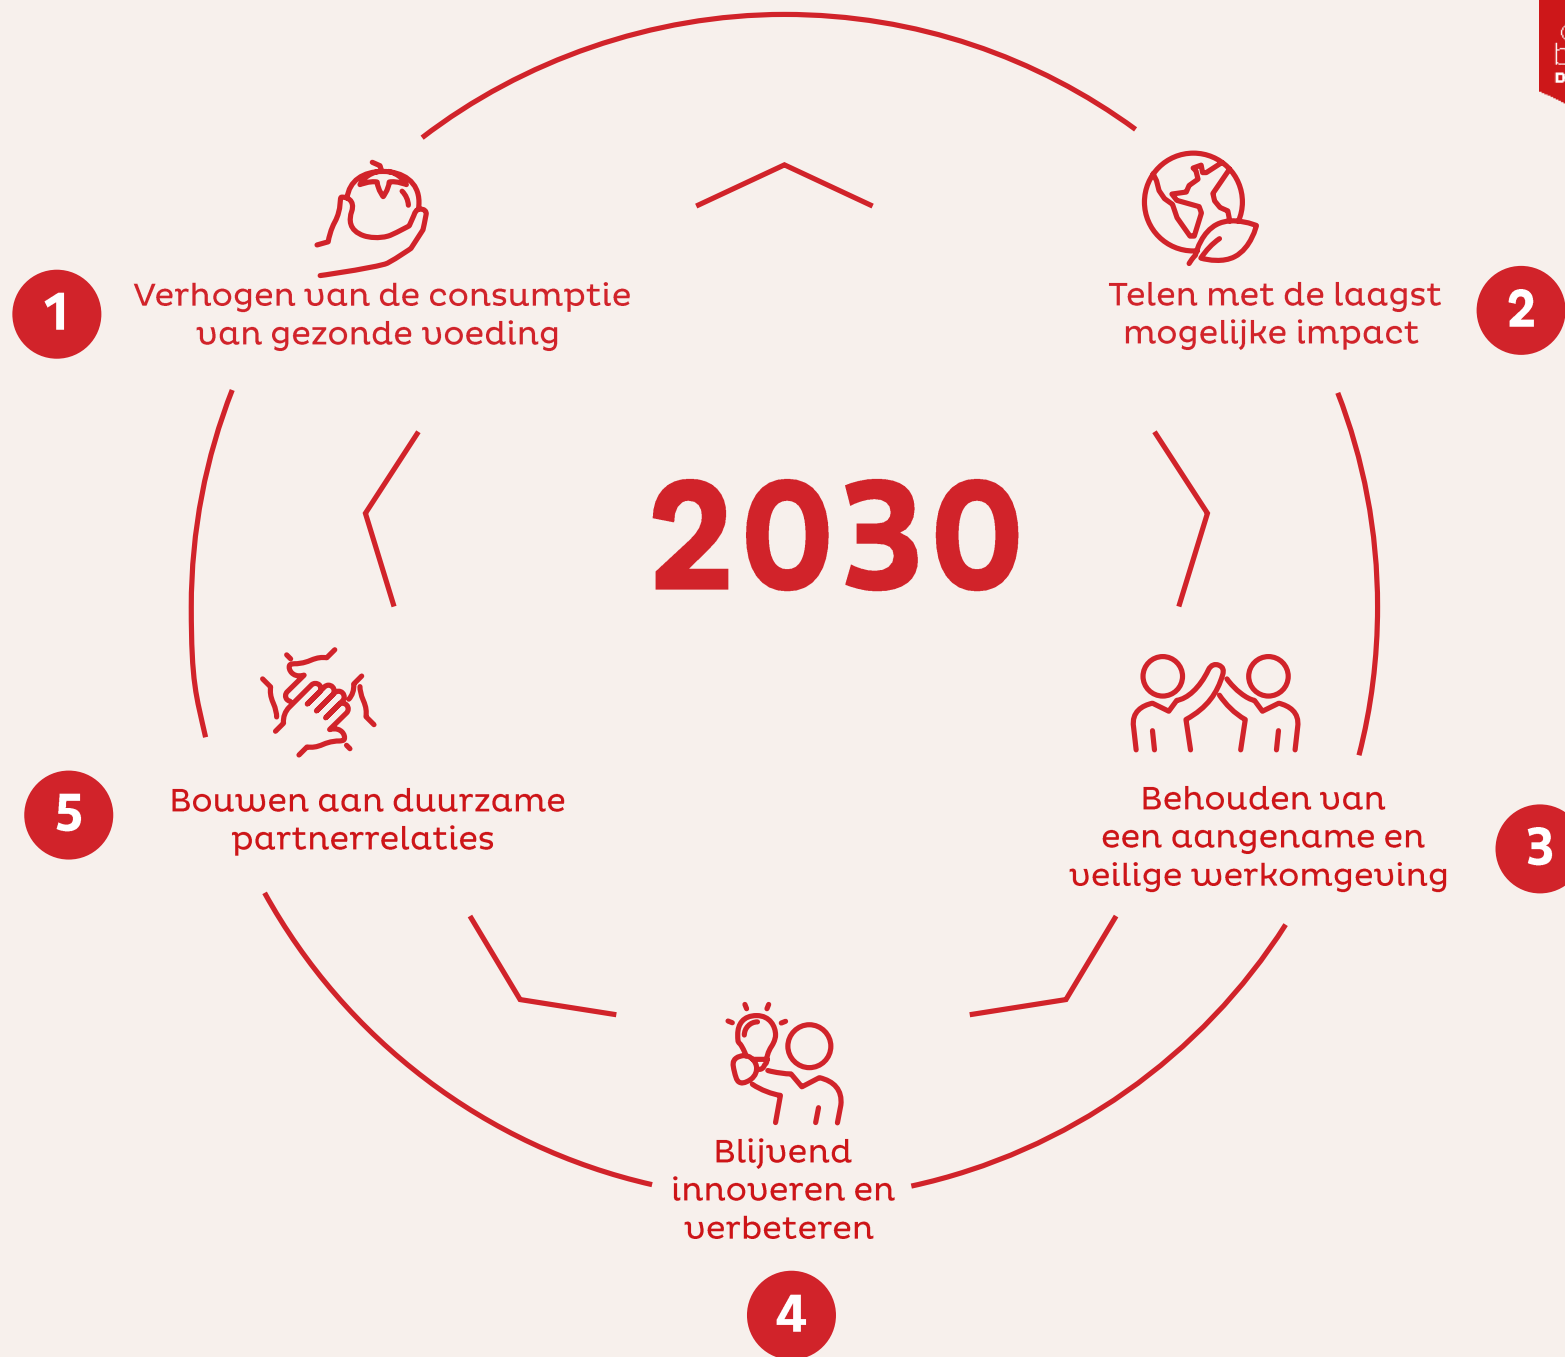 1
Verhogen van de consumptie
van gezonde voeding
Telen met de laagst
mogelijke impact
2
2030
5
Bouwen aan duurzame
partnerrelaties
Behouden van
een aangename en
veilige werkomgeving
3
Blijvend
innoveren en
verbeteren
4